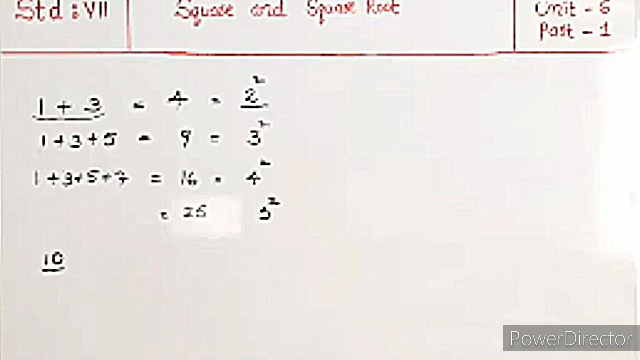 Std : VII
Square and Square Root
Unit - 5
Part - 1
1 + 3 = 4 = 2²
1+3+5 = 9 = 3²
1+3+5+7 = 16 = 4²
= 25 5²
10
PowerDirector